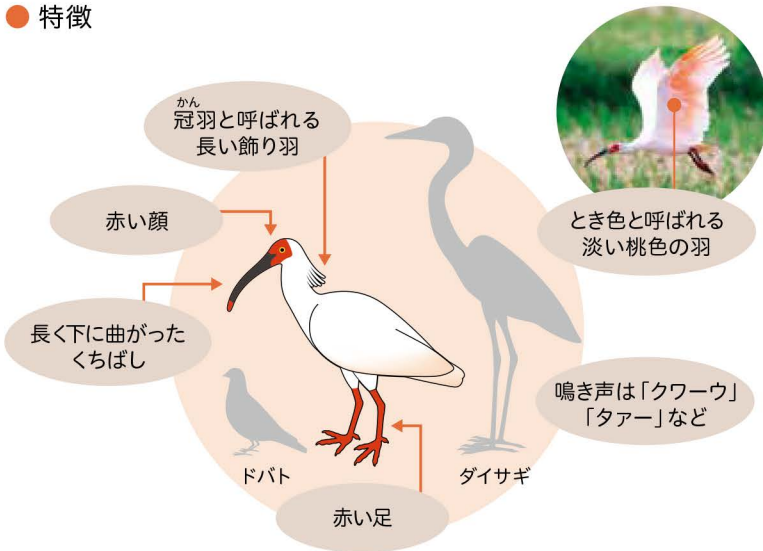 特徴
かん
冠羽と呼ばれる
長い飾り羽
赤い顔
とき色と呼ばれる
淡い桃色の羽
長く下に曲がった
くちばし
鳴き声は「クワーウ」
「タァー」など
ドバト
ダイサギ
赤い足